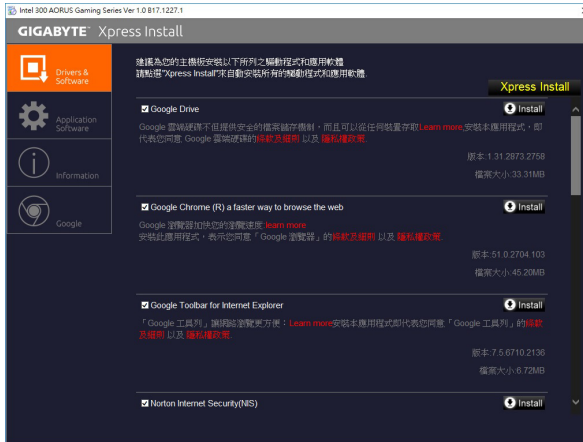 Intel 300 AORUS Gaming Series Ver 1.0 B17.1227.1
GIGABYTE™ Xpress Install
Drivers &
Software
Application
Software
Information
Google
建議為您的主機板安裝以下所列之驅動程式和應用軟體
請點選"Xpress Install"來自動安裝所有的驅動程式和應用軟體.
Xpress Install
Google Drive
Install
Google 雲端硬碟不但提供安全的檔案儲存機制,而且可以從任何裝置存取Learn more,安裝本應用程式,即
代表您同意 Google 雲端硬碟的條款及細則 以及 隱私權政策.
版本:1.31.2873.2758
檔案大小:33.31MB
Google Chrome (R) a faster way to browse the web
Install
Google 瀏覽器加快您的瀏覽速度.learn more
安裝此應用程式,表示您同意「Google 瀏覽器」的條款及細則 以及 隱私權政策.
版本:51.0.2704.103
檔案大小:45.20MB
Google Toolbar for Internet Explorer
Install
「Google 工具列」讓網絡瀏覽更方便:Learn more安裝本應用程式即代表您同意「Google 工具列」的條款
及細則 以及 隱私權政策.
版本:7.5.6710.2136
檔案大小:6.72MB
Norton Internet Security(NIS)
Install